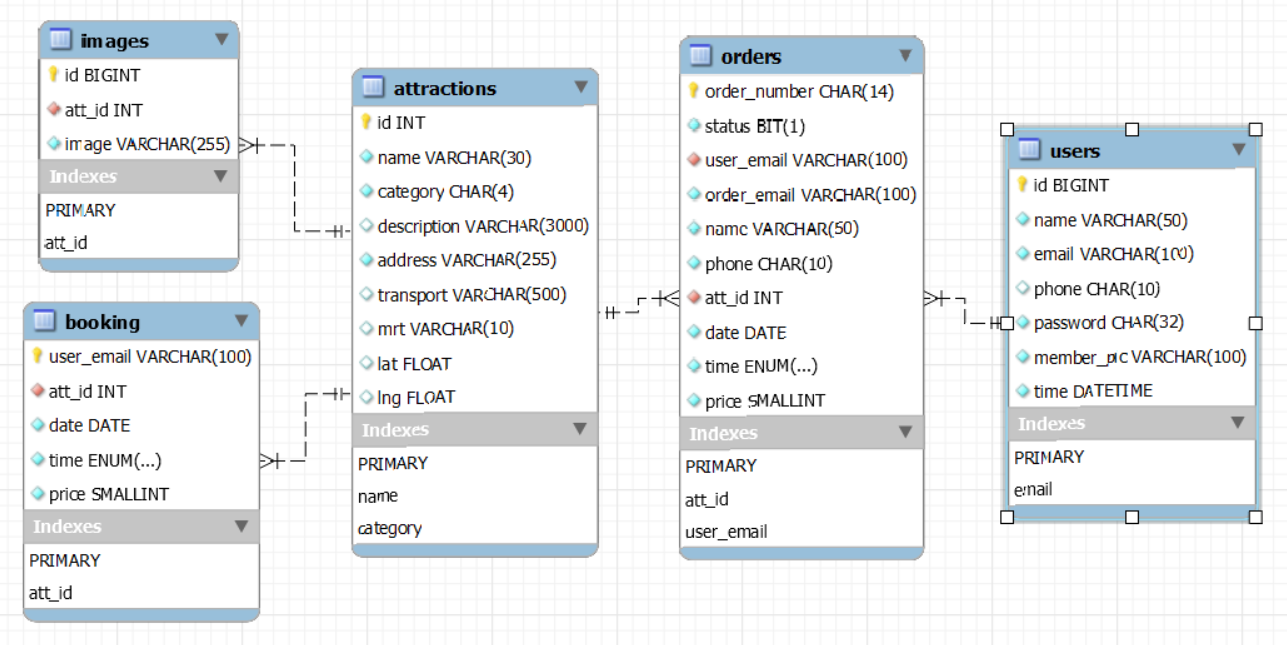 images
id BIGINT
att_id INT
image VARCHAR(255)
Indexes
PRIMARY
att_id
booking
user_email VARCHAR(100)
att_id INT
date DATE
time ENUM(...)
price SMALLINT
Indexes
PRIMARY
att_id
attractions
id INT
name VARCHAR(30)
category CHAR(4)
description VARCHAR(3000)
address VARCHAR(255)
transport VARCHAR(500)
mrt VARCHAR(10)
lat FLOAT
lng FLOAT
Indexes
PRIMARY
name
category
orders
order_number CHAR(14)
status BIT(1)
user_email VARCHAR(100)
order_email VARCHAR(100)
name VARCHAR(50)
phone CHAR(10)
att_id INT
date DATE
time ENUM(...)
price SMALLINT
Indexes
PRIMARY
att_id
user_email
users
id BIGINT
name VARCHAR(50)
email VARCHAR(100)
phone CHAR(10)
password CHAR(32)
member_pic VARCHAR(100)
time DATETIME
Indexes
PRIMARY
email